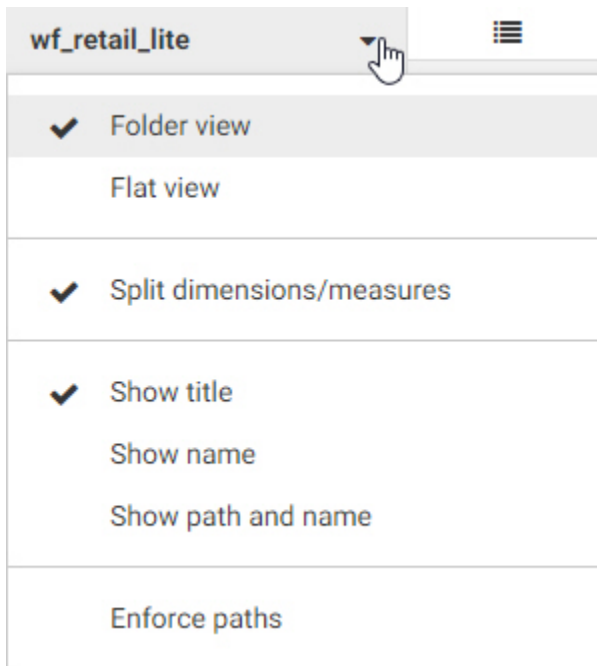 wf_retail_lite
Folder view
Flat view
Split dimensions/measures
Show title
Show name
Show path and name
Enforce paths